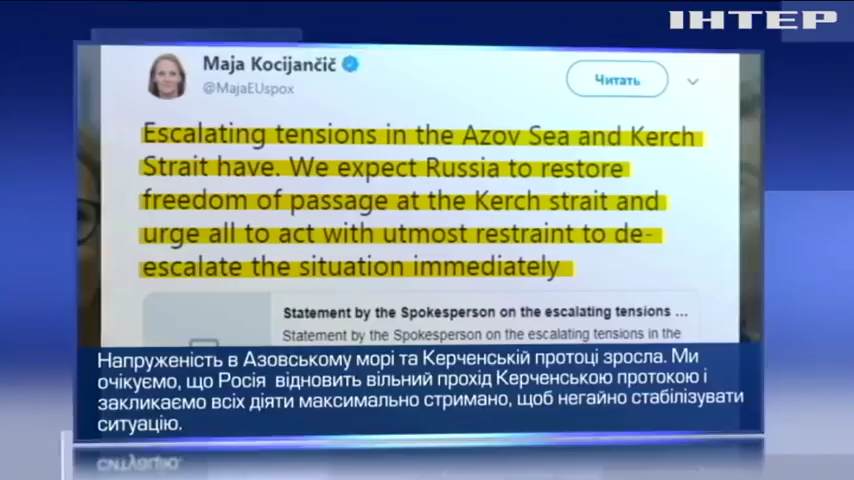 ІНТЕР
Maja Kocijančič
@MajaEUspox
Читать
Escalating tensions in the Azov Sea and Kerch
Strait have. We expect Russia to restore
freedom of passage at the Kerch strait and
urge all to act with utmost restraint to de-
escalate the situation immediately
Statement by the Spokesperson on the escalating tensions ...
Statement by the Spokesperson on the escalating tensions in the
Напруженість в Азовському морі та Керченській протоці зросла. Ми
очікуємо, що Росія відновить вільний прохід Керченською протокою і
закликаємо всіх діяти максимально стримано, щоб негайно стабілізувати
ситуацію.